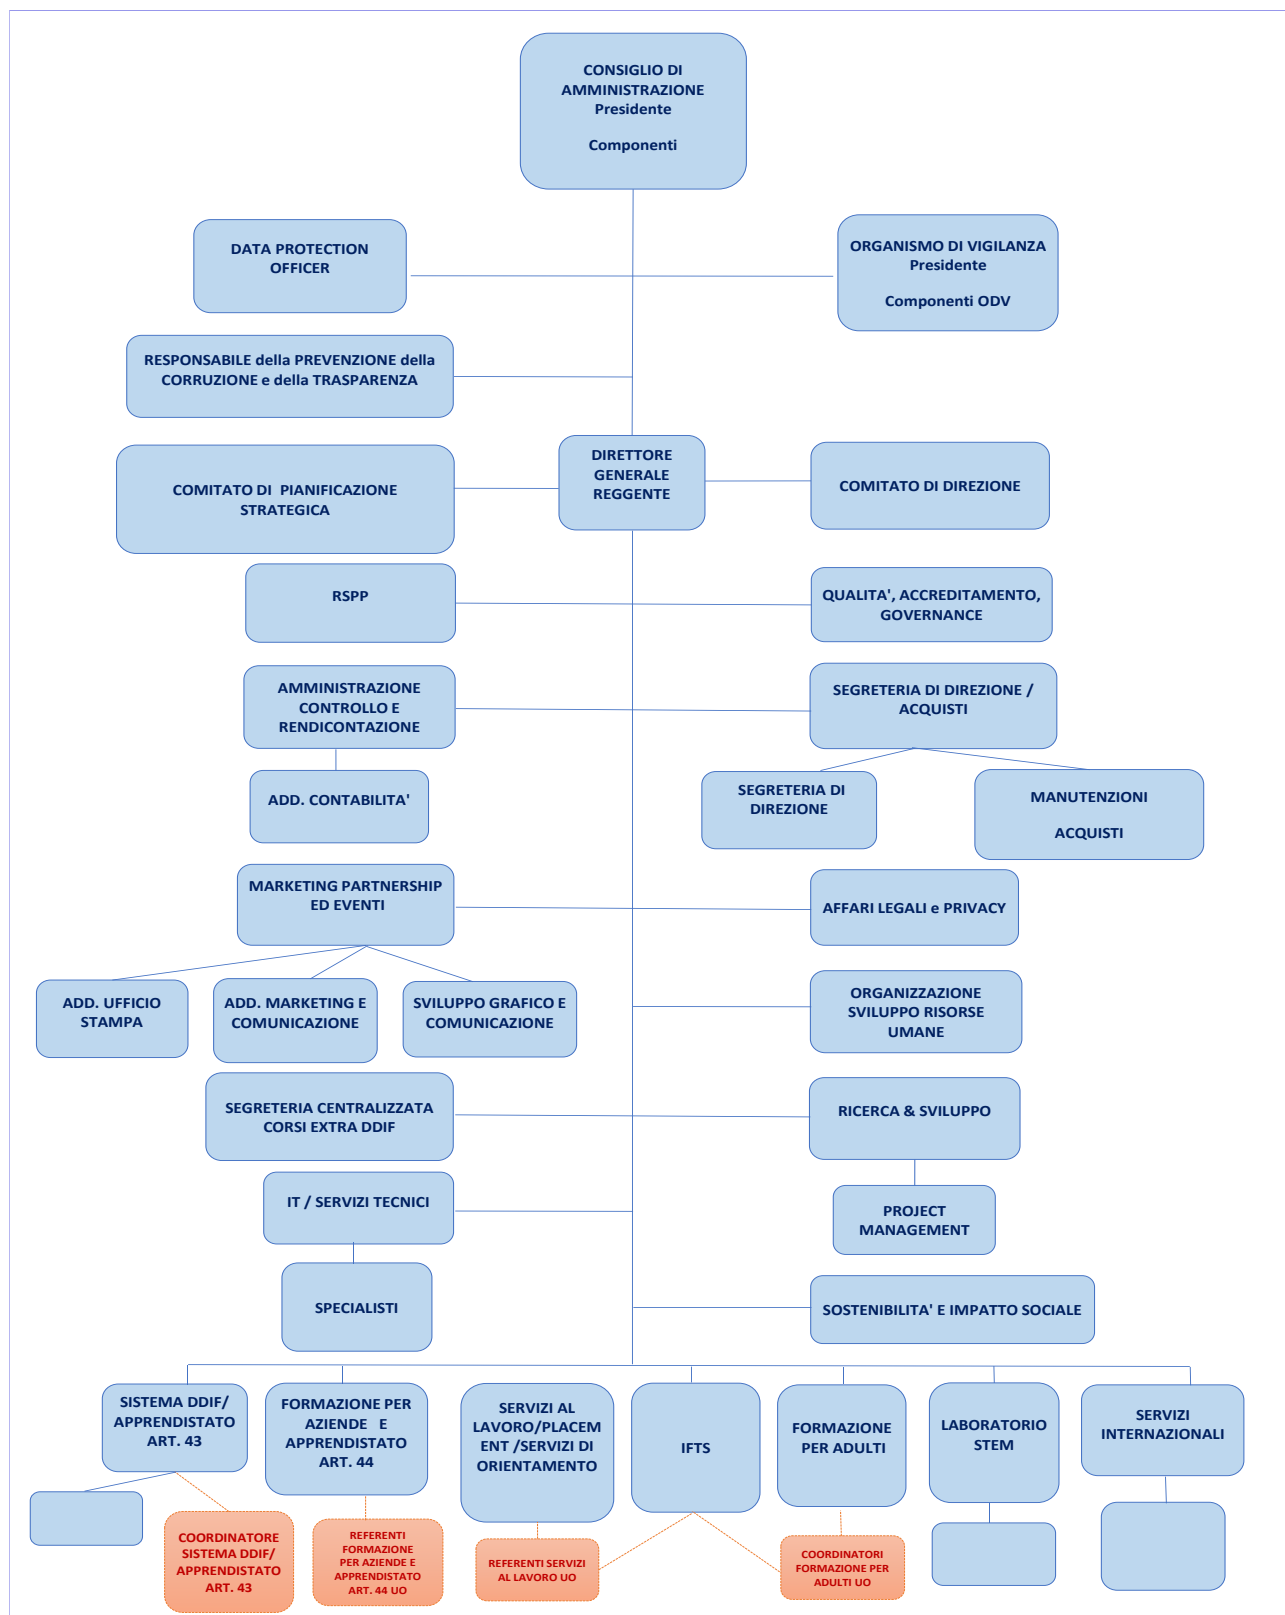 CONSIGLIO DI
AMMINISTRAZIONE
Presidente
Componenti
DATA PROTECTION
OFFICER
ORGANISMO DI VIGILANZA
Presidente
Componenti ODV
RESPONSABILE della PREVENZIONE della
CORRUZIONE e della TRASPARENZA
DIRETTORE
GENERALE
REGGENTE
COMITATO DI  PIANIFICAZIONE
STRATEGICA
COMITATO DI DIREZIONE
RSPP
QUALITA', ACCREDITAMENTO,
GOVERNANCE
AMMINISTRAZIONE
CONTROLLO E
RENDICONTAZIONE
SEGRETERIA DI DIREZIONE /
ACQUISTI
ADD. CONTABILITA'
SEGRETERIA DI
DIREZIONE
MANUTENZIONI
ACQUISTI
MARKETING PARTNERSHIP
ED EVENTI
AFFARI LEGALI e PRIVACY
ADD. UFFICIO
STAMPA
ADD. MARKETING E
COMUNICAZIONE
SVILUPPO GRAFICO E
COMUNICAZIONE
ORGANIZZAZIONE
SVILUPPO RISORSE
UMANE
SEGRETERIA CENTRALIZZATA
CORSI EXTRA DDIF
RICERCA & SVILUPPO
IT / SERVIZI TECNICI
PROJECT
MANAGEMENT
SPECIALISTI
SOSTENIBILITA' E IMPATTO SOCIALE
SISTEMA DDIF/
APPRENDISTATO
ART. 43
FORMAZIONE PER
AZIENDE   E
APPRENDISTATO
ART. 44
SERVIZI AL
LAVORO/PLACEM
ENT /SERVIZI DI
ORIENTAMENTO
IFTS
FORMAZIONE
PER ADULTI
LABORATORIO
STEM
SERVIZI
INTERNAZIONALI
COORDINATORE
SISTEMA DDIF/
APPRENDISTATO
ART. 43
REFERENTI
FORMAZIONE
PER AZIENDE E
APPRENDISTATO
ART. 44 UO
REFERENTI SERVIZI
AL LAVORO UO
COORDINATORI
FORMAZIONE PER
ADULTI UO